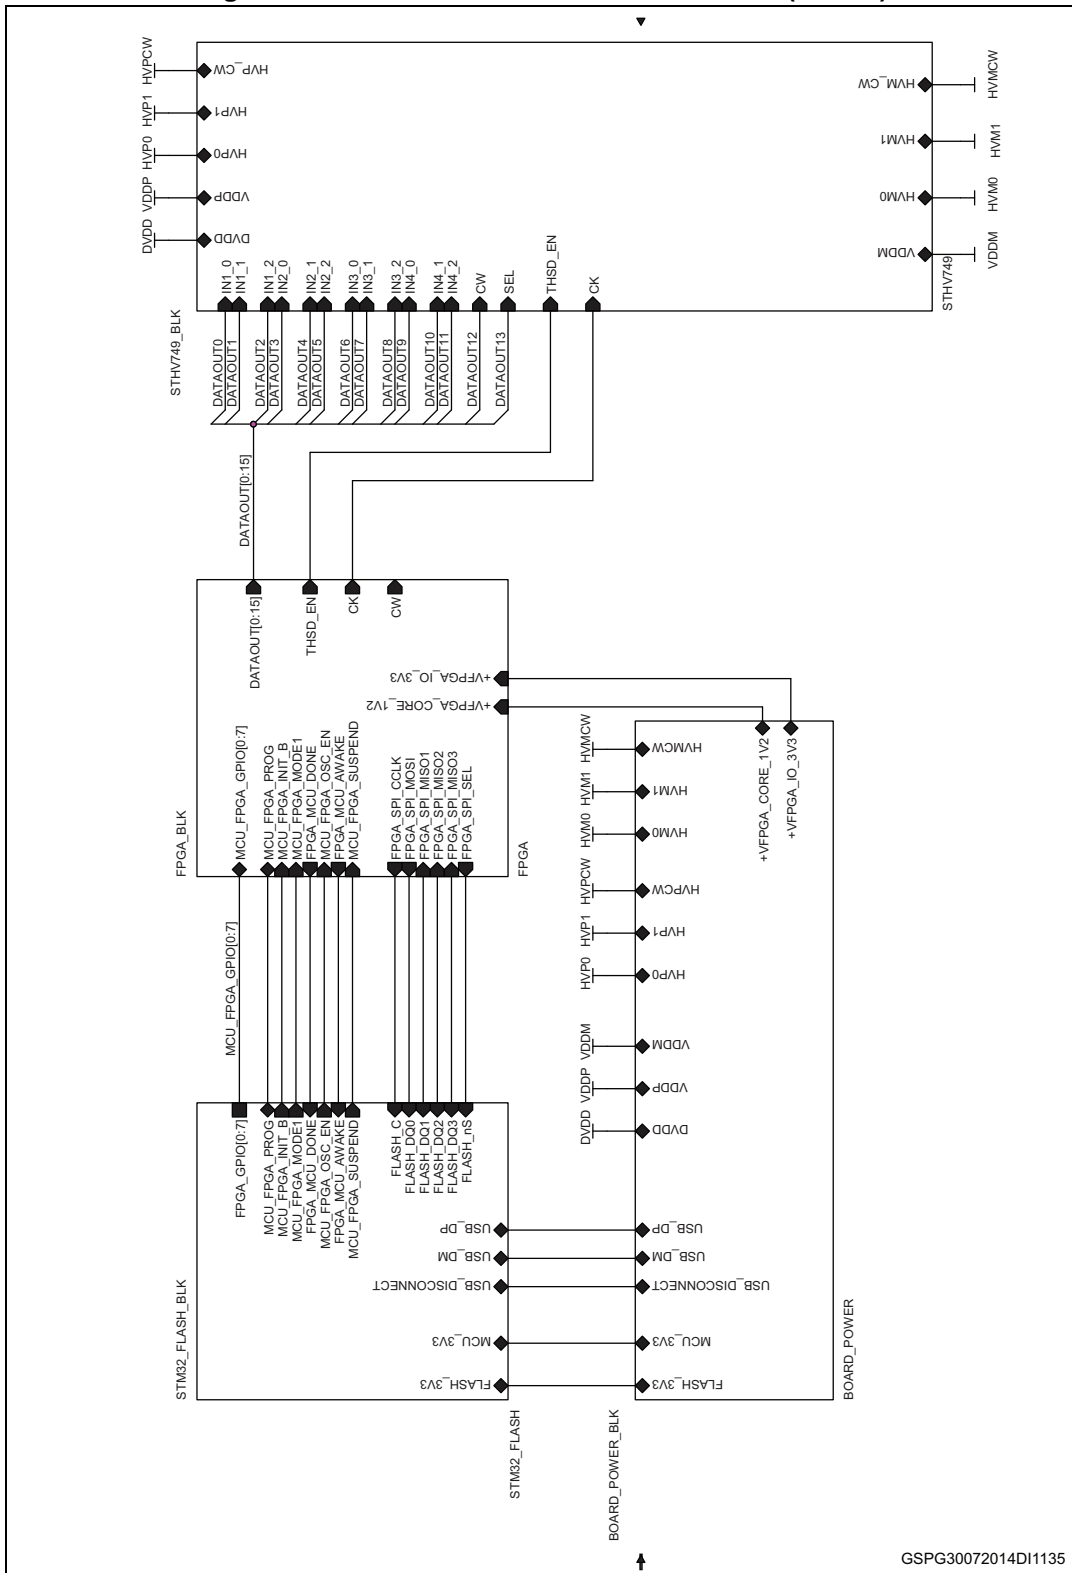 HVPCW
HVP1
HVP0
VDDP
DVDD
HVP_CW
HVP1
HVP0
VDDP
DVDD
HVM_CW
HVM1
HVM0
VDDM
HVMCW
HVM1
HVM0
VDDM
IN1_0
IN1_1
IN1_2
IN2_0
IN2_1
IN2_2
IN3_0
IN3_1
IN3_2
IN4_0
IN4_1
IN4_2
CW
SEL
THSD_EN
CK
STHV749
STHV749_BLK
DATAOUT0
DATAOUT1
DATAOUT2
DATAOUT3
DATAOUT4
DATAOUT5
DATAOUT6
DATAOUT7
DATAOUT8
DATAOUT9
DATAOUT10
DATAOUT11
DATAOUT12
DATAOUT13
DATAOUT[0:15]
DATAOUT[0:15]
THSD_EN
CK
CW
+VFPGA_IO_3V3
+VFPGA_CORE_1V2
FPGA_BLK
MCU_FPGA_GPIO[0:7]
MCU_FPGA_PROG
MCU_FPGA_INIT_B
MCU_FPGA_MODE1
FPGA_MCU_DONE
MCU_FPGA_OSC_EN
FPGA_MCU_AWAKE
MCU_FPGA_SUSPEND
FPGA_SPI_CCLK
FPGA_SPI_MOSI
FPGA_SPI_MISO1
FPGA_SPI_MISO2
FPGA_SPI_MISO3
FPGA_SPI_SEL
FPGA
MCU_FPGA_GPIO[0:7]
FPGA_GPIO[0:7]
MCU_FPGA_PROG
MCU_FPGA_INIT_B
MCU_FPGA_MODE1
FPGA_MCU_DONE
MCU_FPGA_OSC_EN
FPGA_MCU_AWAKE
MCU_FPGA_SUSPEND
FLASH_C
FLASH_DQ0
FLASH_DQ1
FLASH_DQ2
FLASH_DQ3
FLASH_nS
USB_DP
USB_DM
USB_DISCONNECT
MCU_3V3
FLASH_3V3
STM32_FLASH_BLK
STM32_FLASH
HVMCW
HVM1
HVM0
HVPCW
HVP1
HVP0
VDDM
VDDP
DVDD
HVMCW
HVM1
HVM0
HVPCW
HVP1
HVP0
VDDM
VDDP
DVDD
USB_DP
USB_DM
USB_DISCONNECT
MCU_3V3
FLASH_3V3
+VFPGA_CORE_1V2
+VFPGA_IO_3V3
BOARD_POWER
BOARD_POWER_BLK
GSPG30072014DI1135